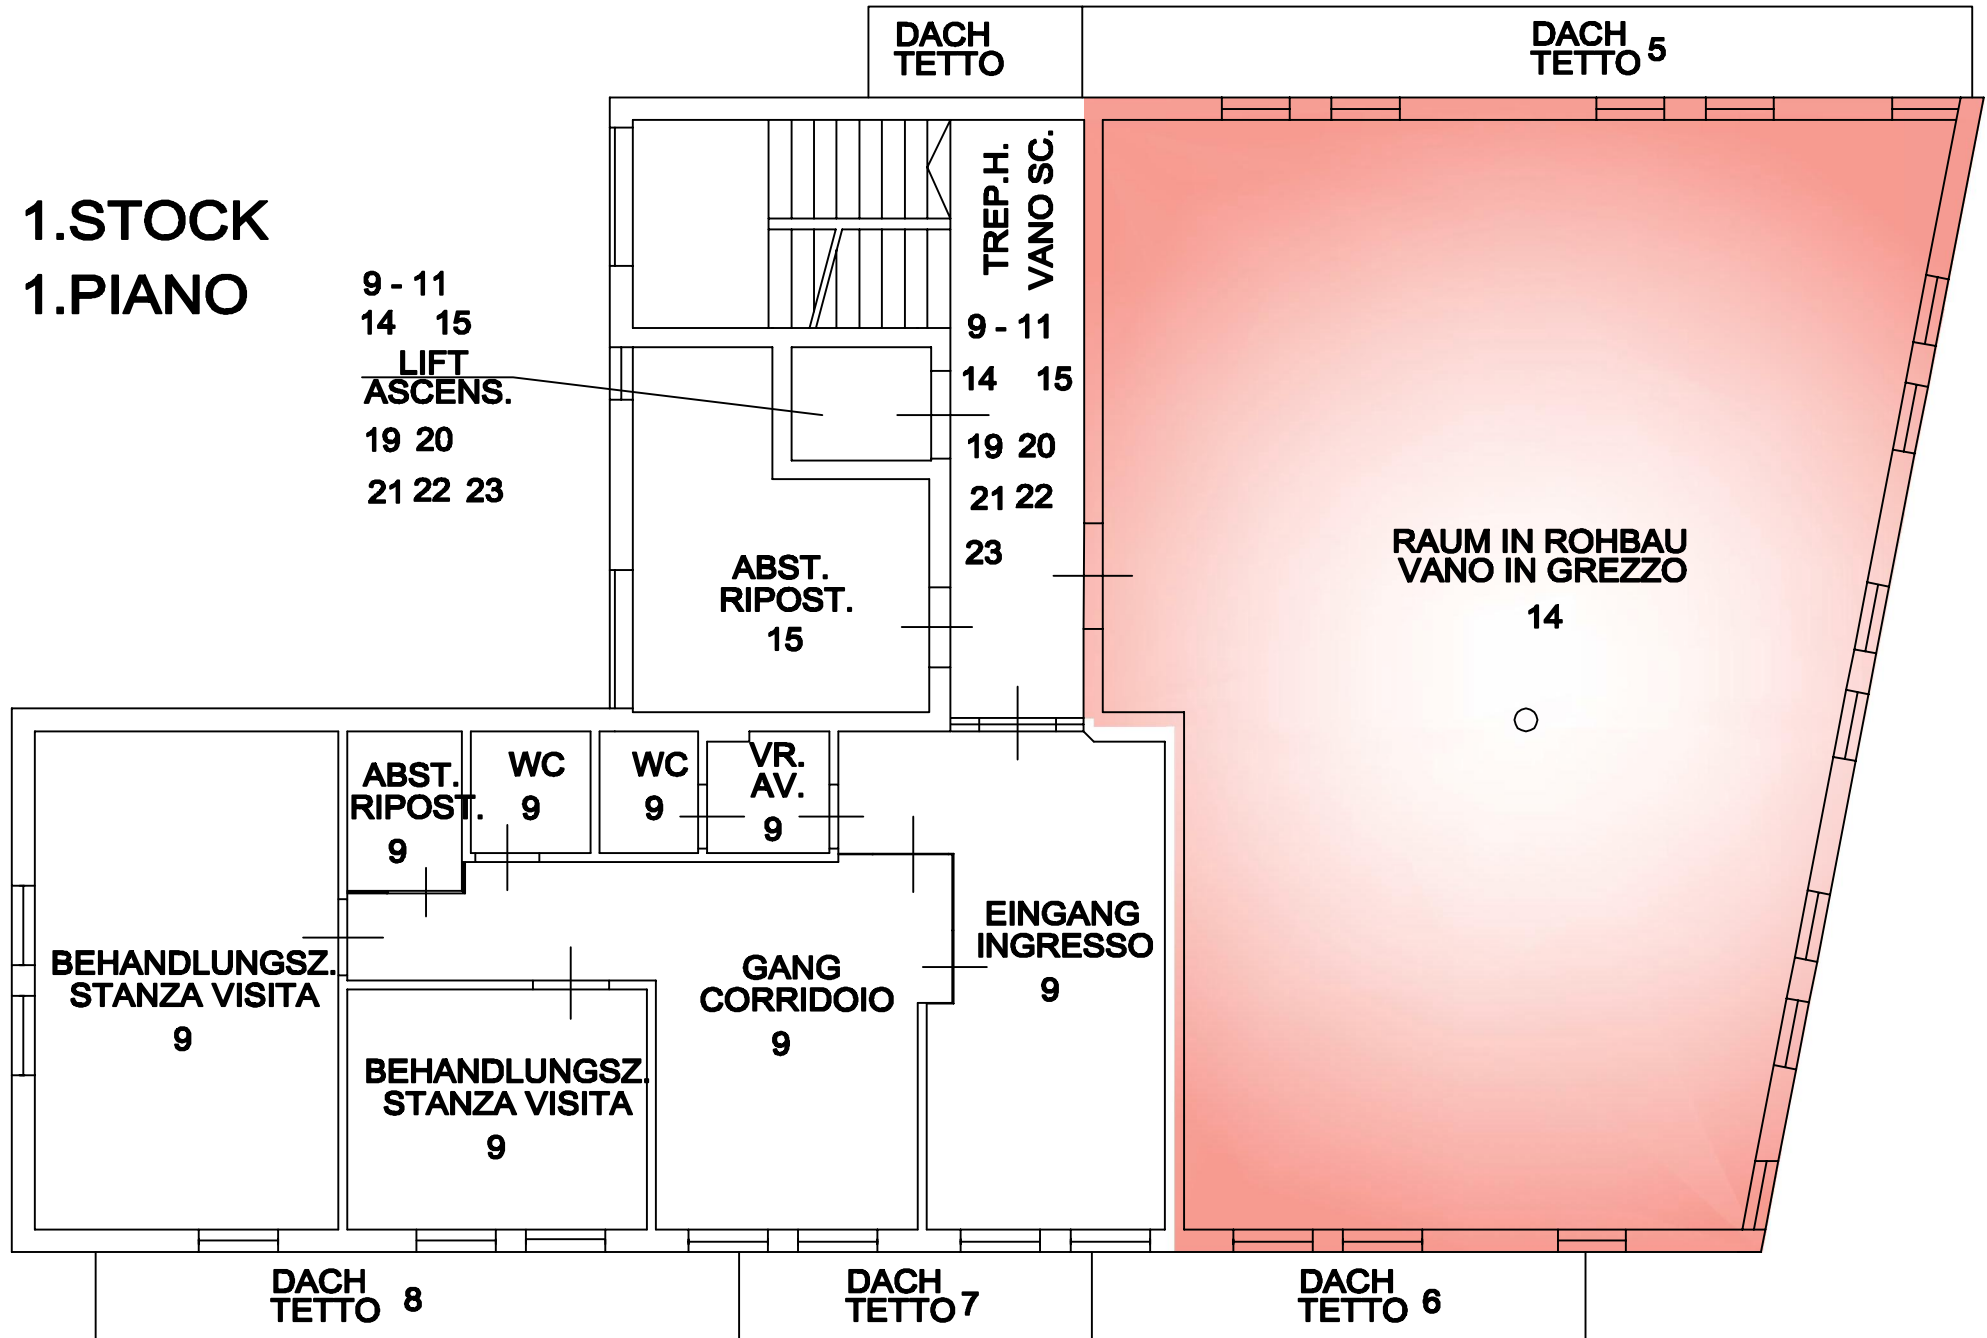 DACH
TETTO
DACH
TETTO 5
1.STOCK
1.PIANO
9 - 11
14 15
LIFT
ASCENS.
19 20
21 22 23
TREP.H.
VANO SC.
9 - 11
14 15
19 20
21 22
23
ABST.
RIPOST.
15
RAUM IN ROHBAU
VANO IN GREZZO
14
ABST.
RIPOST.
9
WC
9
WC
9
VR.
AV.
9
BEHANDLUNGSZ.
STANZA VISITA
9
BEHANDLUNGSZ.
STANZA VISITA
9
GANG
CORRIDOIO
9
EINGANG
INGRESSO
9
DACH
TETTO 8
DACH
TETTO 7
DACH
TETTO 6